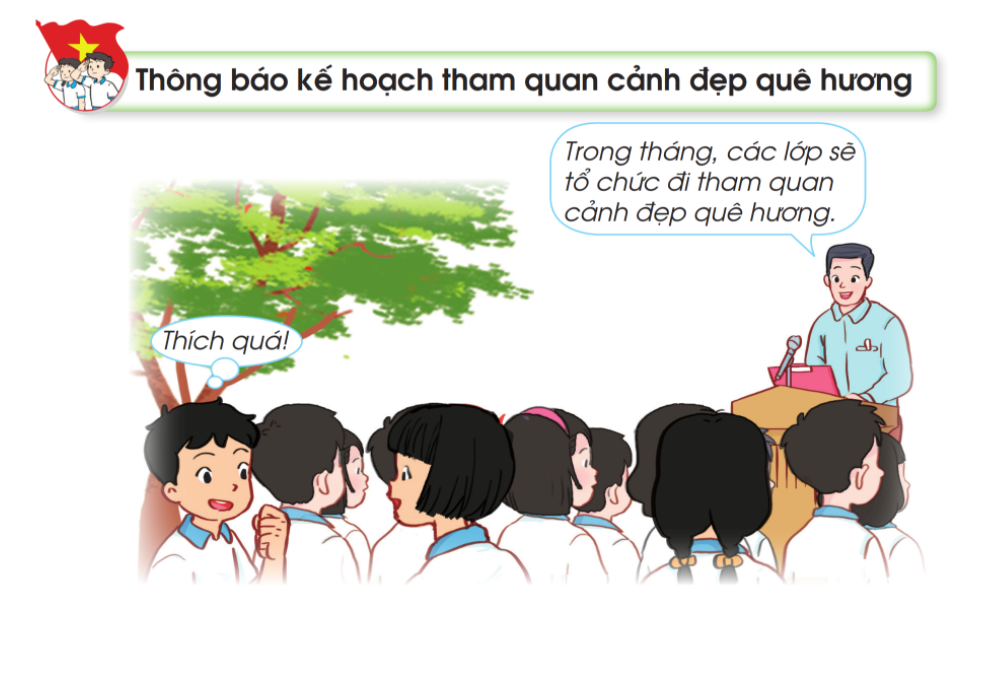 Thông báo kế hoạch tham quan cảnh đẹp quê hương
Trong tháng, các lớp sẽ
tổ chức đi tham quan
cảnh đẹp quê hương.
Thích quá!